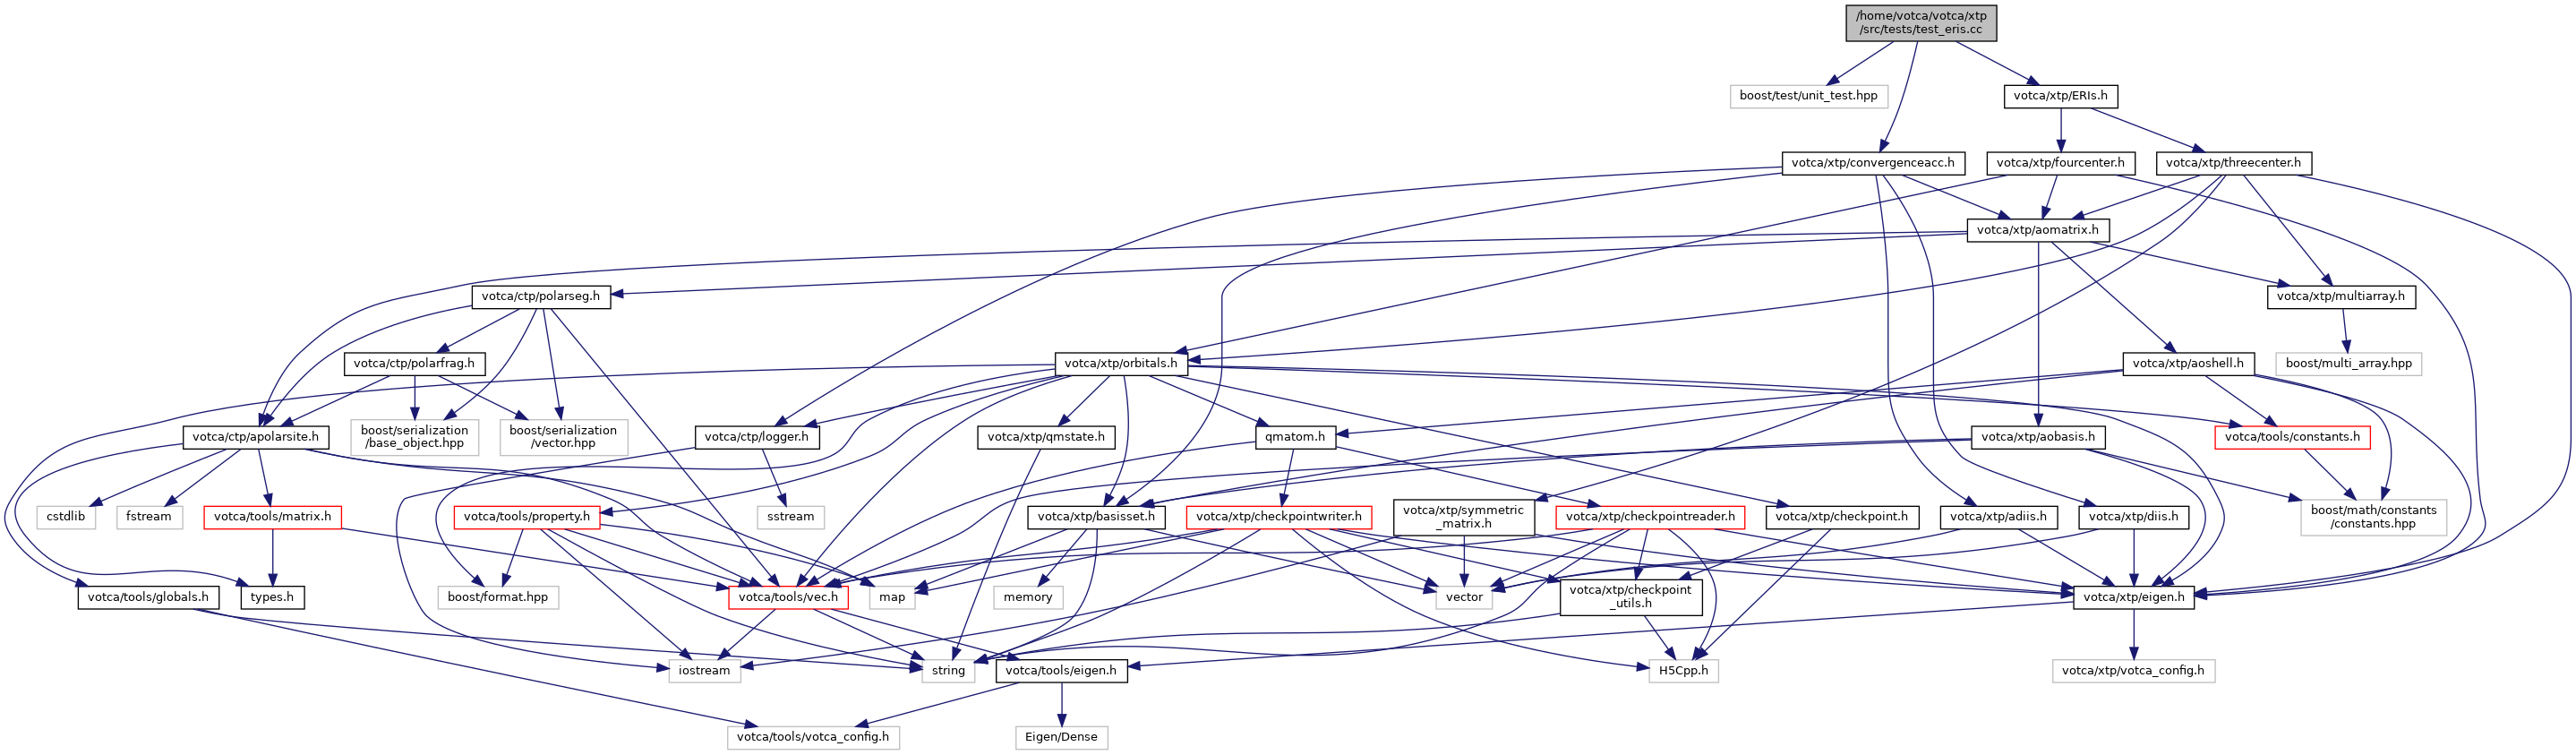 /home/votca/votca/xtp
/src/tests/test_eris.cc
boost/test/unit_test.hpp
votca/xtp/ERIs.h
votca/xtp/convergenceacc.h
votca/xtp/fourcenter.h
votca/xtp/threecenter.h
votca/xtp/aomatrix.h
votca/ctp/polarseg.h
votca/xtp/multiarray.h
votca/ctp/polarfrag.h
votca/xtp/orbitals.h
votca/xtp/aoshell.h
boost/multi_array.hpp
votca/ctp/apolarsite.h
boost/serialization
/base_object.hpp
boost/serialization
/vector.hpp
votca/ctp/logger.h
votca/xtp/qmstate.h
qmatom.h
votca/xtp/aobasis.h
votca/tools/constants.h
cstdlib
fstream
votca/tools/matrix.h
votca/tools/property.h
sstream
votca/xtp/basisset.h
votca/xtp/checkpointwriter.h
votca/xtp/symmetric
_matrix.h
votca/xtp/checkpointreader.h
votca/xtp/checkpoint.h
votca/xtp/adiis.h
votca/xtp/diis.h
boost/math/constants
/constants.hpp
votca/tools/globals.h
types.h
boost/format.hpp
votca/tools/vec.h
map
memory
vector
votca/xtp/checkpoint
_utils.h
votca/xtp/eigen.h
iostream
string
votca/tools/eigen.h
H5Cpp.h
votca/xtp/votca_config.h
votca/tools/votca_config.h
Eigen/Dense